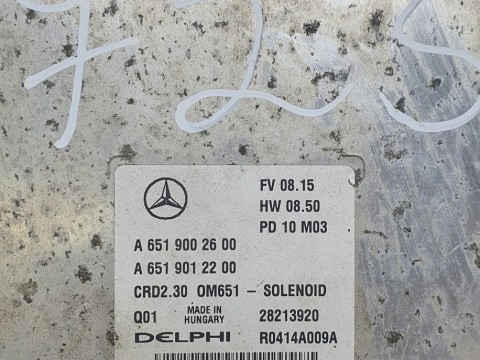 725
FV 08.15
HW 08.50
PD 10 M03
A 651 900 26 00
A 651 901 22 00
CRD2.30 OM651 – SOLENOID
Q01 MADE IN HUNGARY 28213920
DELPHI R0414A009A